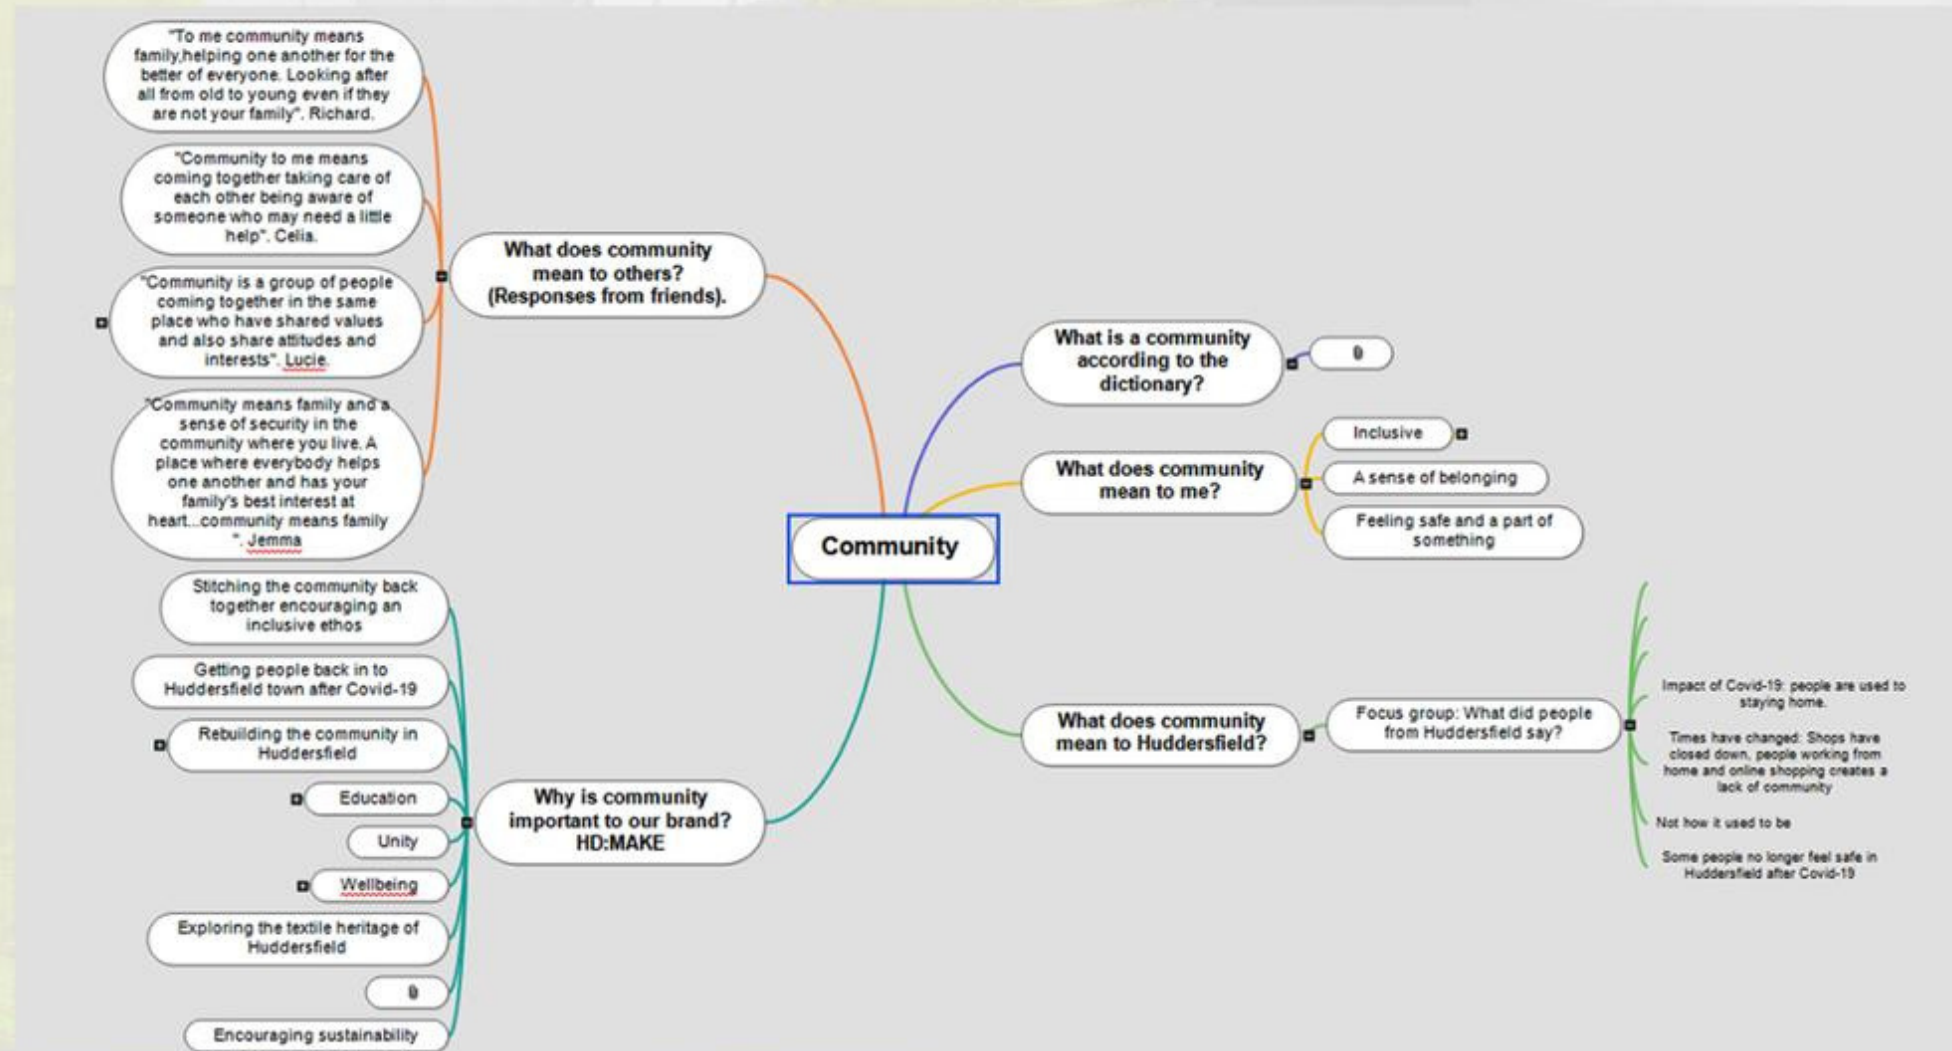 "To me community means
family,helping one another for the
better of everyone. Looking after
all from old to young even if they
are not your family". Richard.
"Community to me means
coming together taking care of
each other being aware of
someone who may need a little
help". Celia.
"Community is a group of people
coming together in the same
place who have shared values
and also share attitudes and
interests". Lucie.
"Community means family and a
sense of security in the
community where you live. A
place where everybody helps
one another and has your
family's best interest at
heart...community means family
". Jemma
What does community
mean to others?
(Responses from friends).
Stitching the community back
together encouraging an
inclusive ethos
Getting people back in to
Huddersfield town after Covid-19
Rebuilding the community in
Huddersfield
Education
Unity
Wellbeing
Exploring the textile heritage of
Huddersfield
Encouraging sustainability
Why is community
important to our brand?
HD:MAKE
Community
What is a community
according to the
dictionary?
What does community
mean to me?
Inclusive
A sense of belonging
Feeling safe and a part of
something
What does community
mean to Huddersfield?
Focus group: What did people
from Huddersfield say?
Impact of Covid-19: people are used to
staying home.
Times have changed: Shops have
closed down, people working from
home and online shopping creates a
lack of community
Not how it used to be
Some people no longer feel safe in
Huddersfield after Covid-19